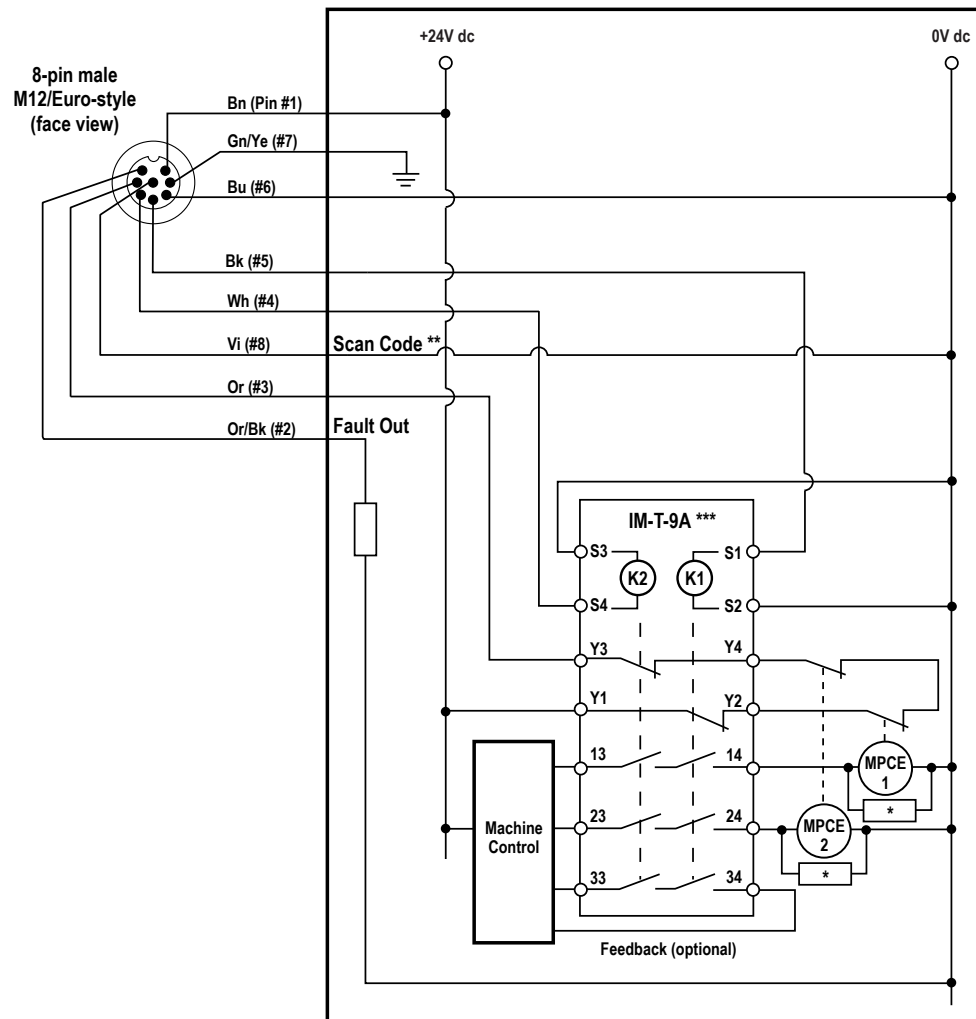 +24V dc
0V dc
8-pin male
M12/Euro-style
(face view)
Bn (Pin #1)
Gn/Ye (#7)
Bu (#6)
Bk (#5)
Wh (#4)
Vi (#8)
Scan Code **
Or (#3)
Or/Bk (#2)
Fault Out
IM-T-9A ***
S3
S1
K2
K1
S4
S2
Y3
Y4
Y1
Y2
13
14
MPCE
1
*
23
24
MPCE
2
*
Machine
Control
33
34
Feedback (optional)